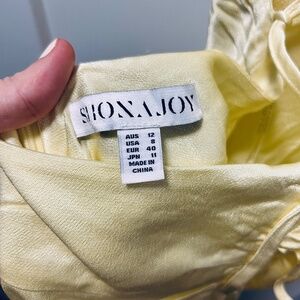 SHONA JOY
AUS 12
USA 8
EUR 40
JPN 11
MADE IN
CHINA